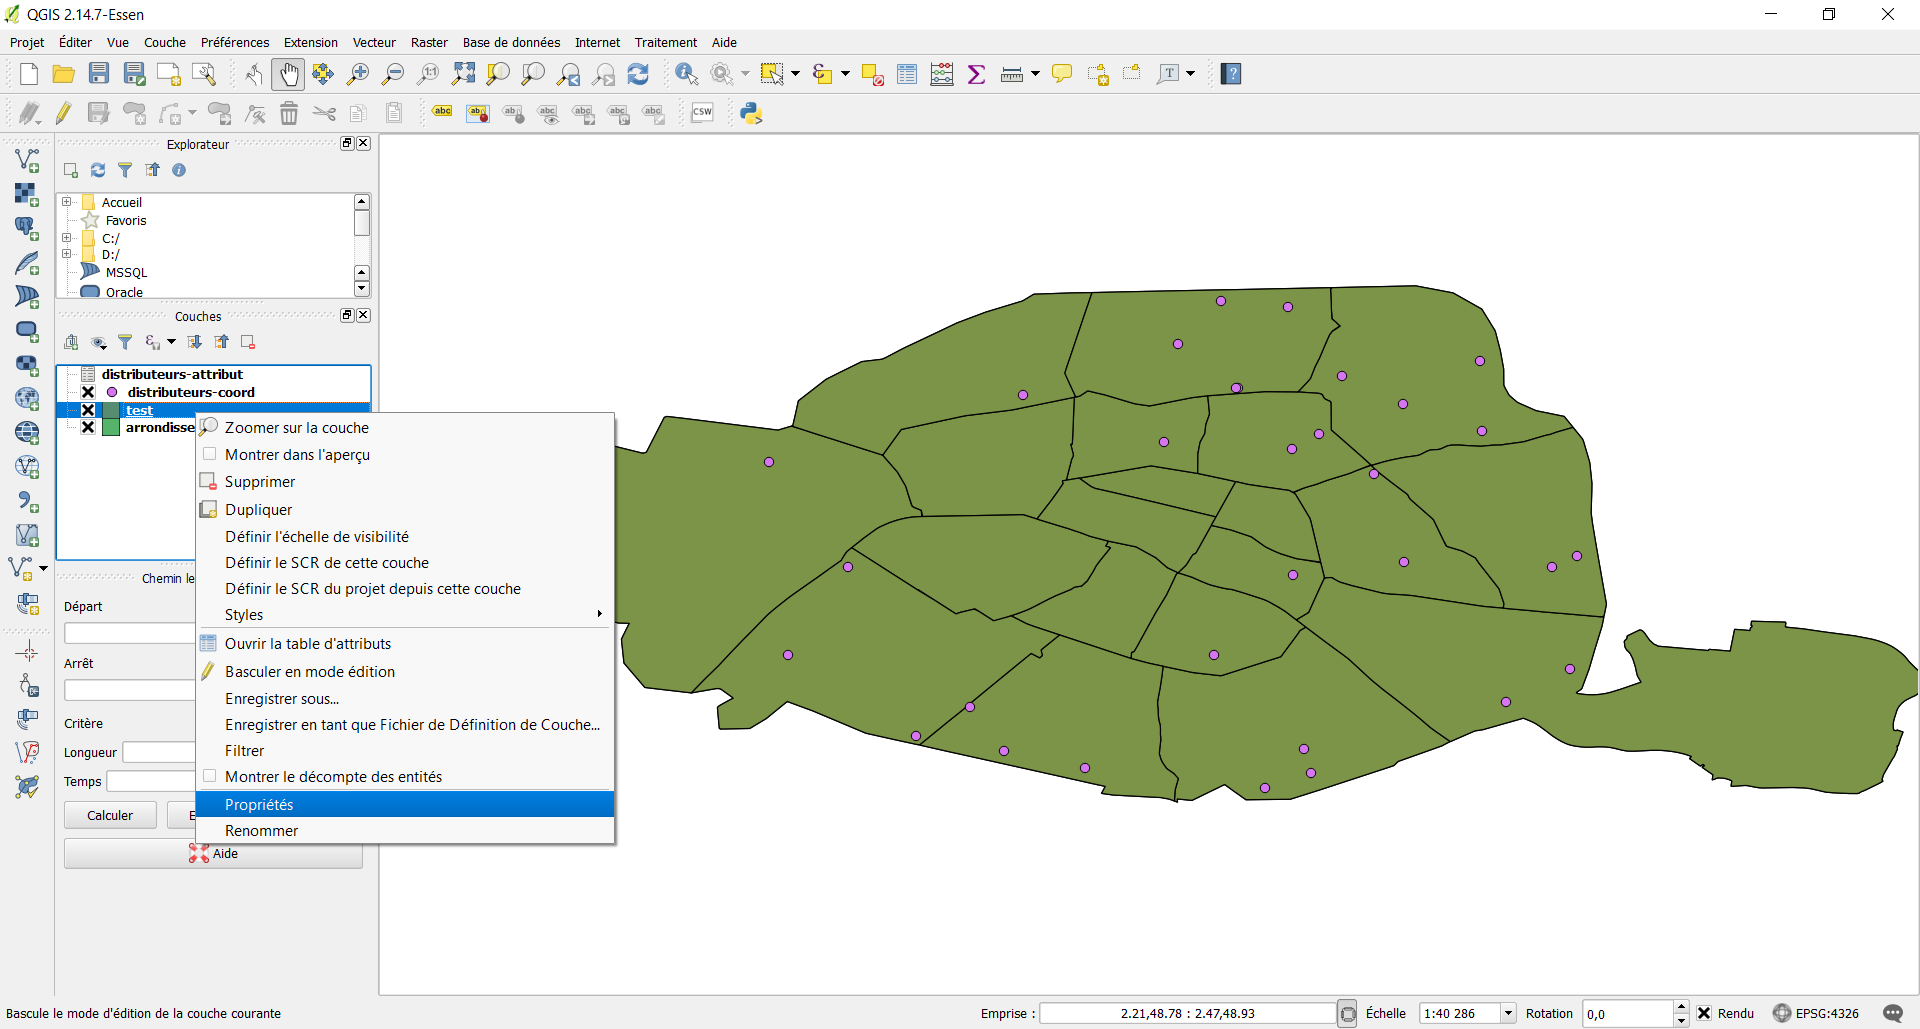 QGIS 2.14.7-Essen
Projet Éditer Vue Couche Préférences Extension Vecteur Raster Base de données Internet Traitement Aide
Explorateur
Accueil
Favoris
C:/
D:/
MSSQL
Oracle
Couches
distributeurs-attribut
distributeurs-coord
test
arrondisse
Zoomer sur la couche
Montrer dans l'aperçu
Supprimer
Dupliquer
Définir l'échelle de visibilité
Définir le SCR de cette couche
Définir le SCR du projet depuis cette couche
Styles
Ouvrir la table d'attributs
Basculer en mode édition
Enregistrer sous...
Enregistrer en tant que Fichier de Définition de Couche...
Filtrer
Montrer le décompte des entités
Propriétés
Renommer
Chemin le
Départ
Arrêt
Critère
Longueur
Temps
Calculer E
Aide
Bascule le mode d'édition de la couche courante
Emprise : 2.21,48.78 : 2.47,48.93 Échelle 1:40 286 Rotation 0,0 Rendu EPSG:4326